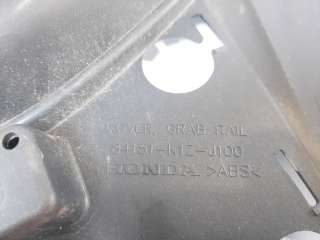 COVER, GRAB RAIL
84151-K1Z-J100
HONDA >ABS<